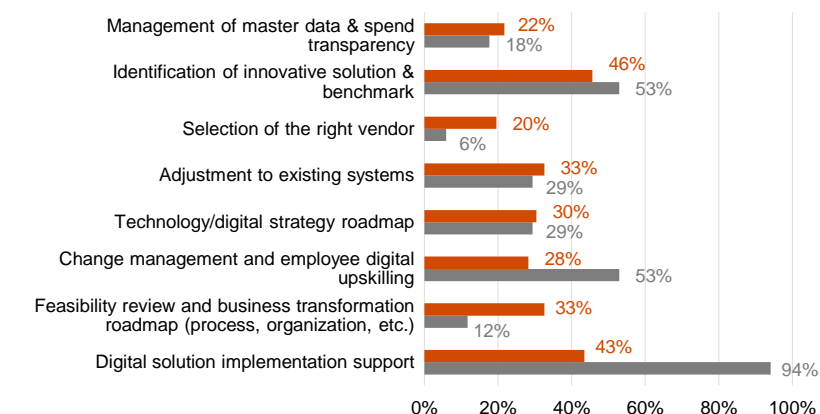 Management of master data & spend
transparency
22%
18%
Identification of innovative solution &
benchmark
46%
53%
Selection of the right vendor
20%
6%
Adjustment to existing systems
33%
29%
Technology/digital strategy roadmap
30%
29%
Change management and employee digital
upskilling
28%
53%
Feasibility review and business transformation
roadmap (process, organization, etc.)
33%
12%
Digital solution implementation support
43%
94%
0% 20% 40% 60% 80% 100%